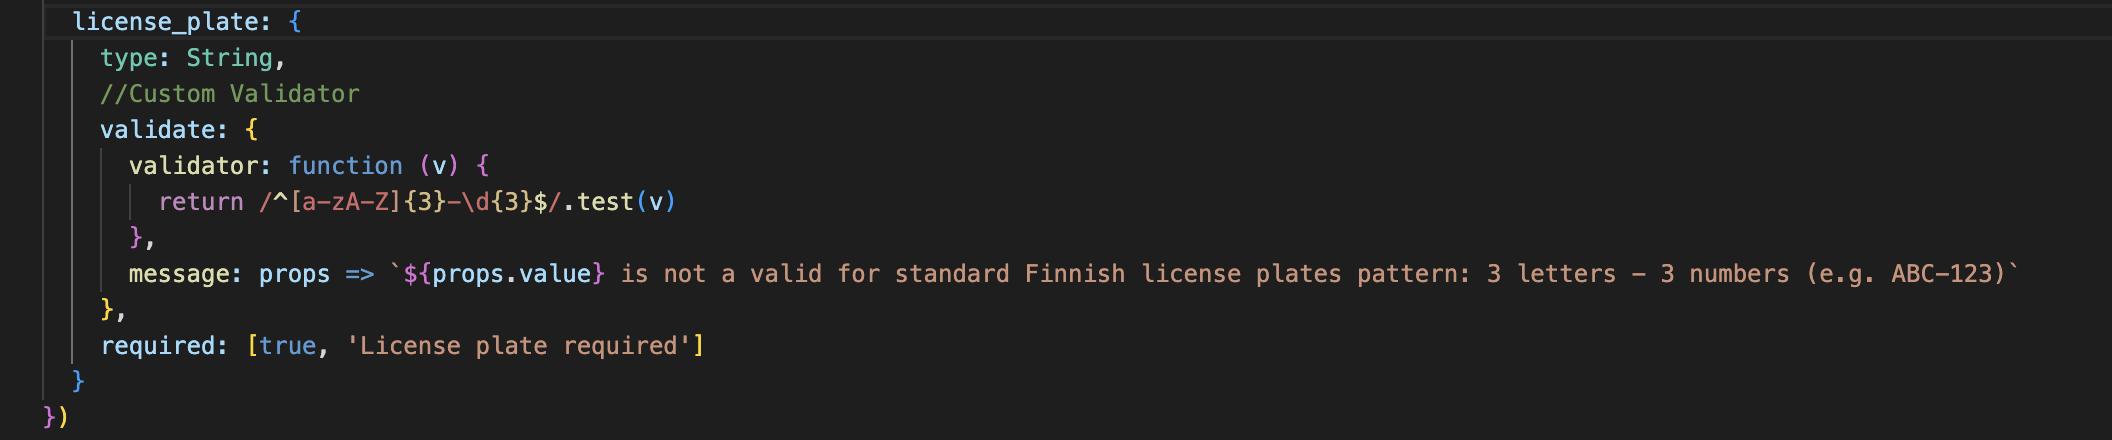 license_plate: {
type: String,
//Custom Validator
validate: {
validator: function (v) {
return /^[a-zA-Z]{3}-\d{3}$/.test(v)
},
message: props => `${props.value} is not a valid for standard Finnish license plates pattern: 3 letters - 3 numbers (e.g. ABC-123)`
},
required: [true, 'License plate required']
}
})